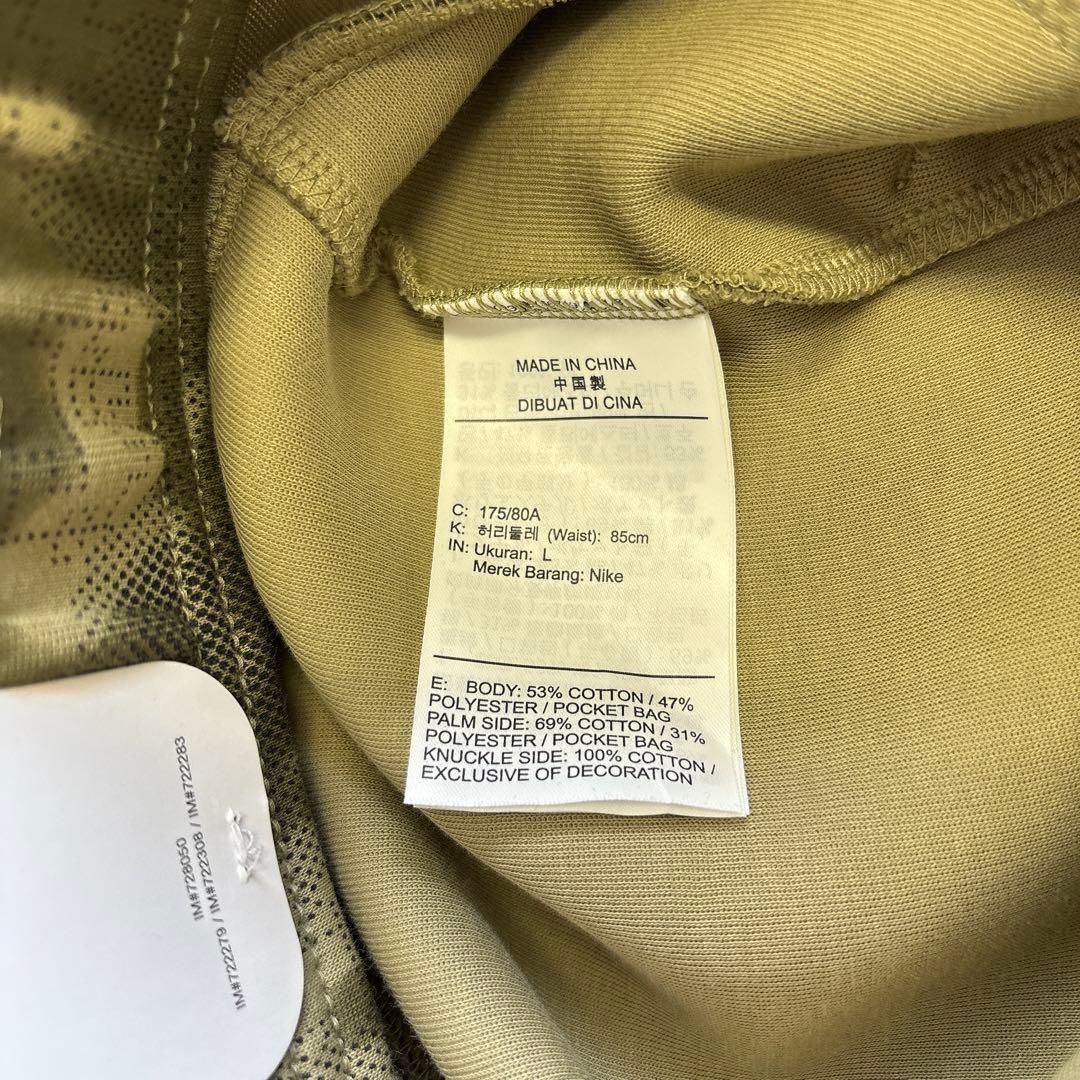 MADE IN CHINA
中国製
DIBUAT DI CINA
C: 175/80A
K: 허리둘레 (Waist): 85cm
IN: Ukuran: L
Merek Barang: Nike
E: BODY: 53% COTTON / 47%
POLYESTER / POCKET BAG
PALM SIDE: 69% COTTON / 31%
POLYESTER / POCKET BAG
KNUCKLE SIDE: 100% COTTON /
EXCLUSIVE OF DECORATION
IM#728050
IM#722279 / IM#722308 / IM#722283